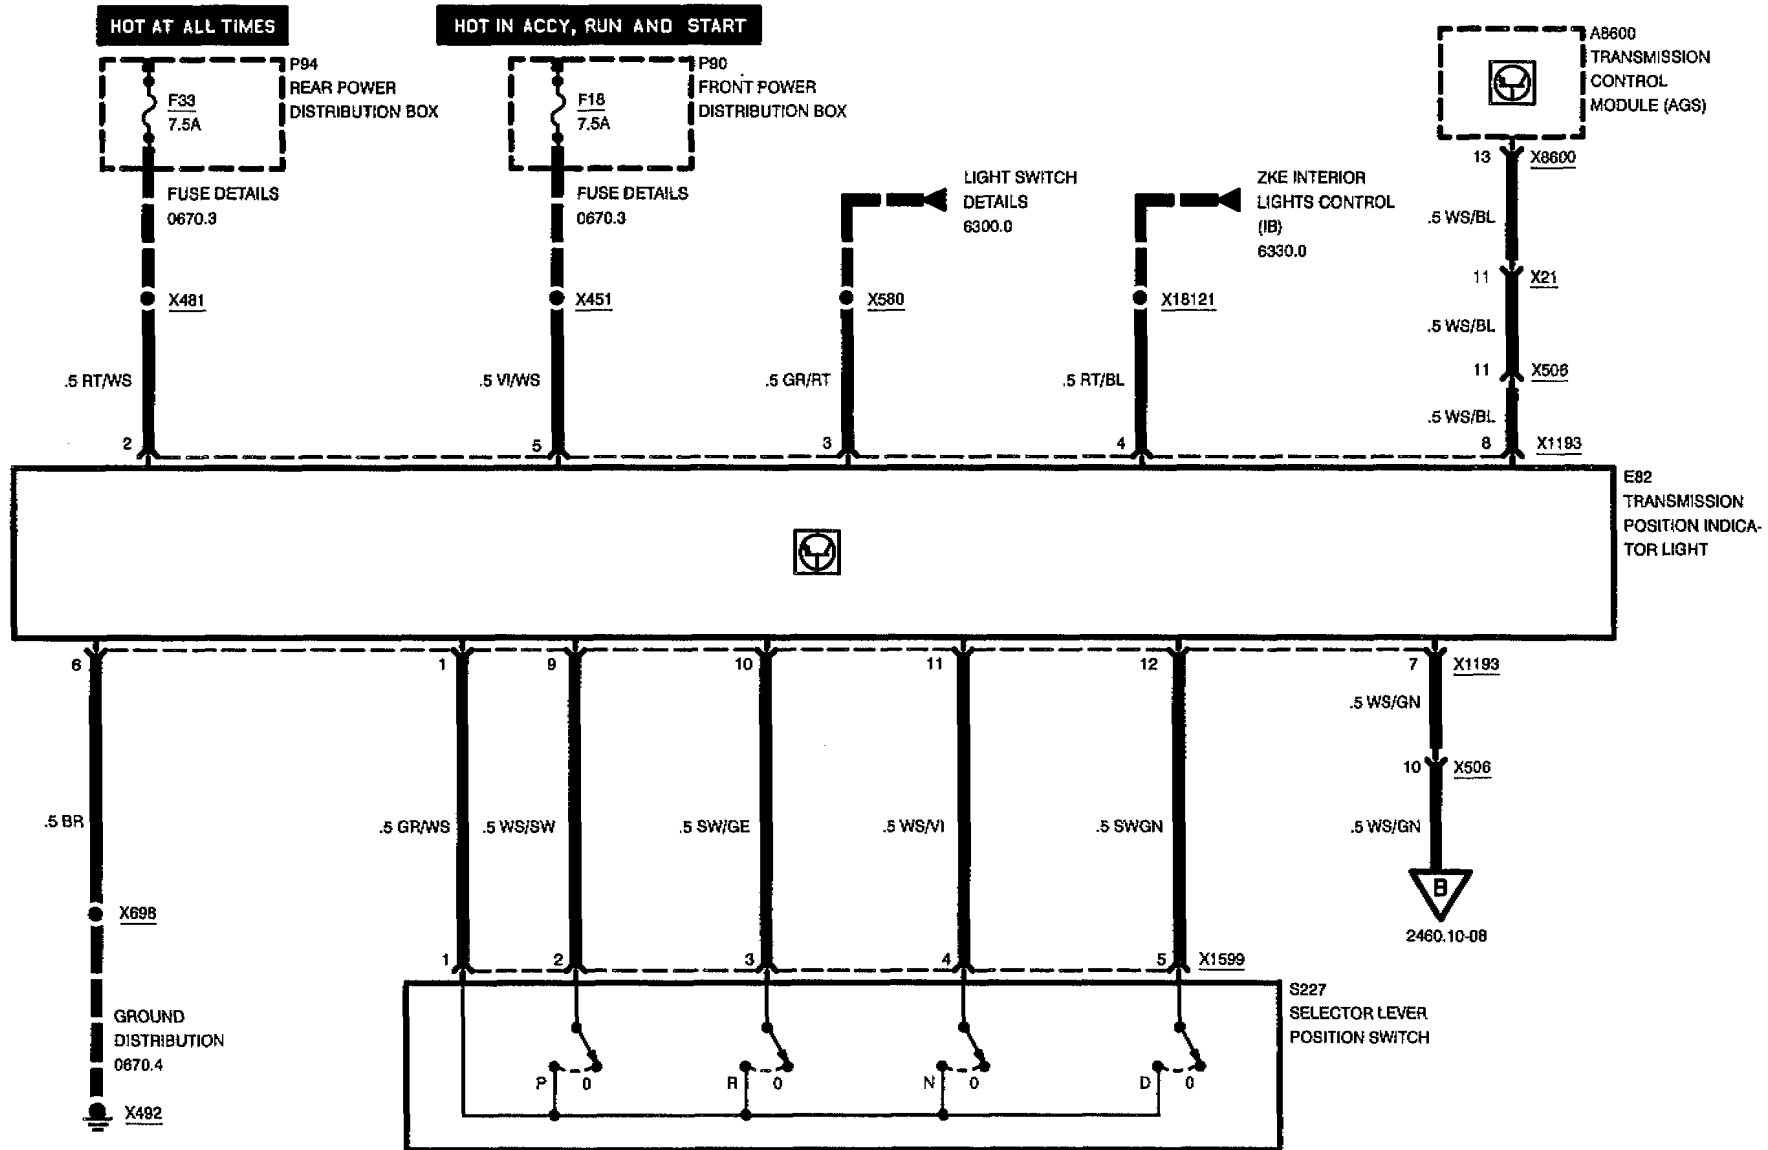 HOT AT ALL TIMES
HOT IN ACCY, RUN AND START
P94
REAR POWER
DISTRIBUTION BOX
F33
7.5A
P90
FRONT POWER
DISTRIBUTION BOX
F18
7.5A
A8600
TRANSMISSION
CONTROL
MODULE (AGS)
FUSE DETAILS
0670.3
FUSE DETAILS
0670.3
LIGHT SWITCH
DETAILS
6300.0
ZKE INTERIOR
LIGHTS CONTROL
(IB)
6330.0
13 X8600
.5 WS/BL
11 X21
X481
X451
X580
X18121
.5 WS/BL
11 X506
.5 RT/WS
.5 VI/WS
.5 GR/RT
.5 RT/BL
.5 WS/BL
2
5
3
4
8 X1193
E82
TRANSMISSION
POSITION INDICA-
TOR LIGHT
6
1
9
10
11
12
7 X1193
.5 WS/GN
10 X506
.5 BR
.5 GR/WS
.5 WS/SW
.5 SW/GE
.5 WS/VI
.5 SWGN
.5 WS/GN
B
2460.10-08
X698
1
2
3
4
5 X1599
S227
SELECTOR LEVER
POSITION SWITCH
GROUND
DISTRIBUTION
0670.4
P 0
R 0
N 0
D 0
X492